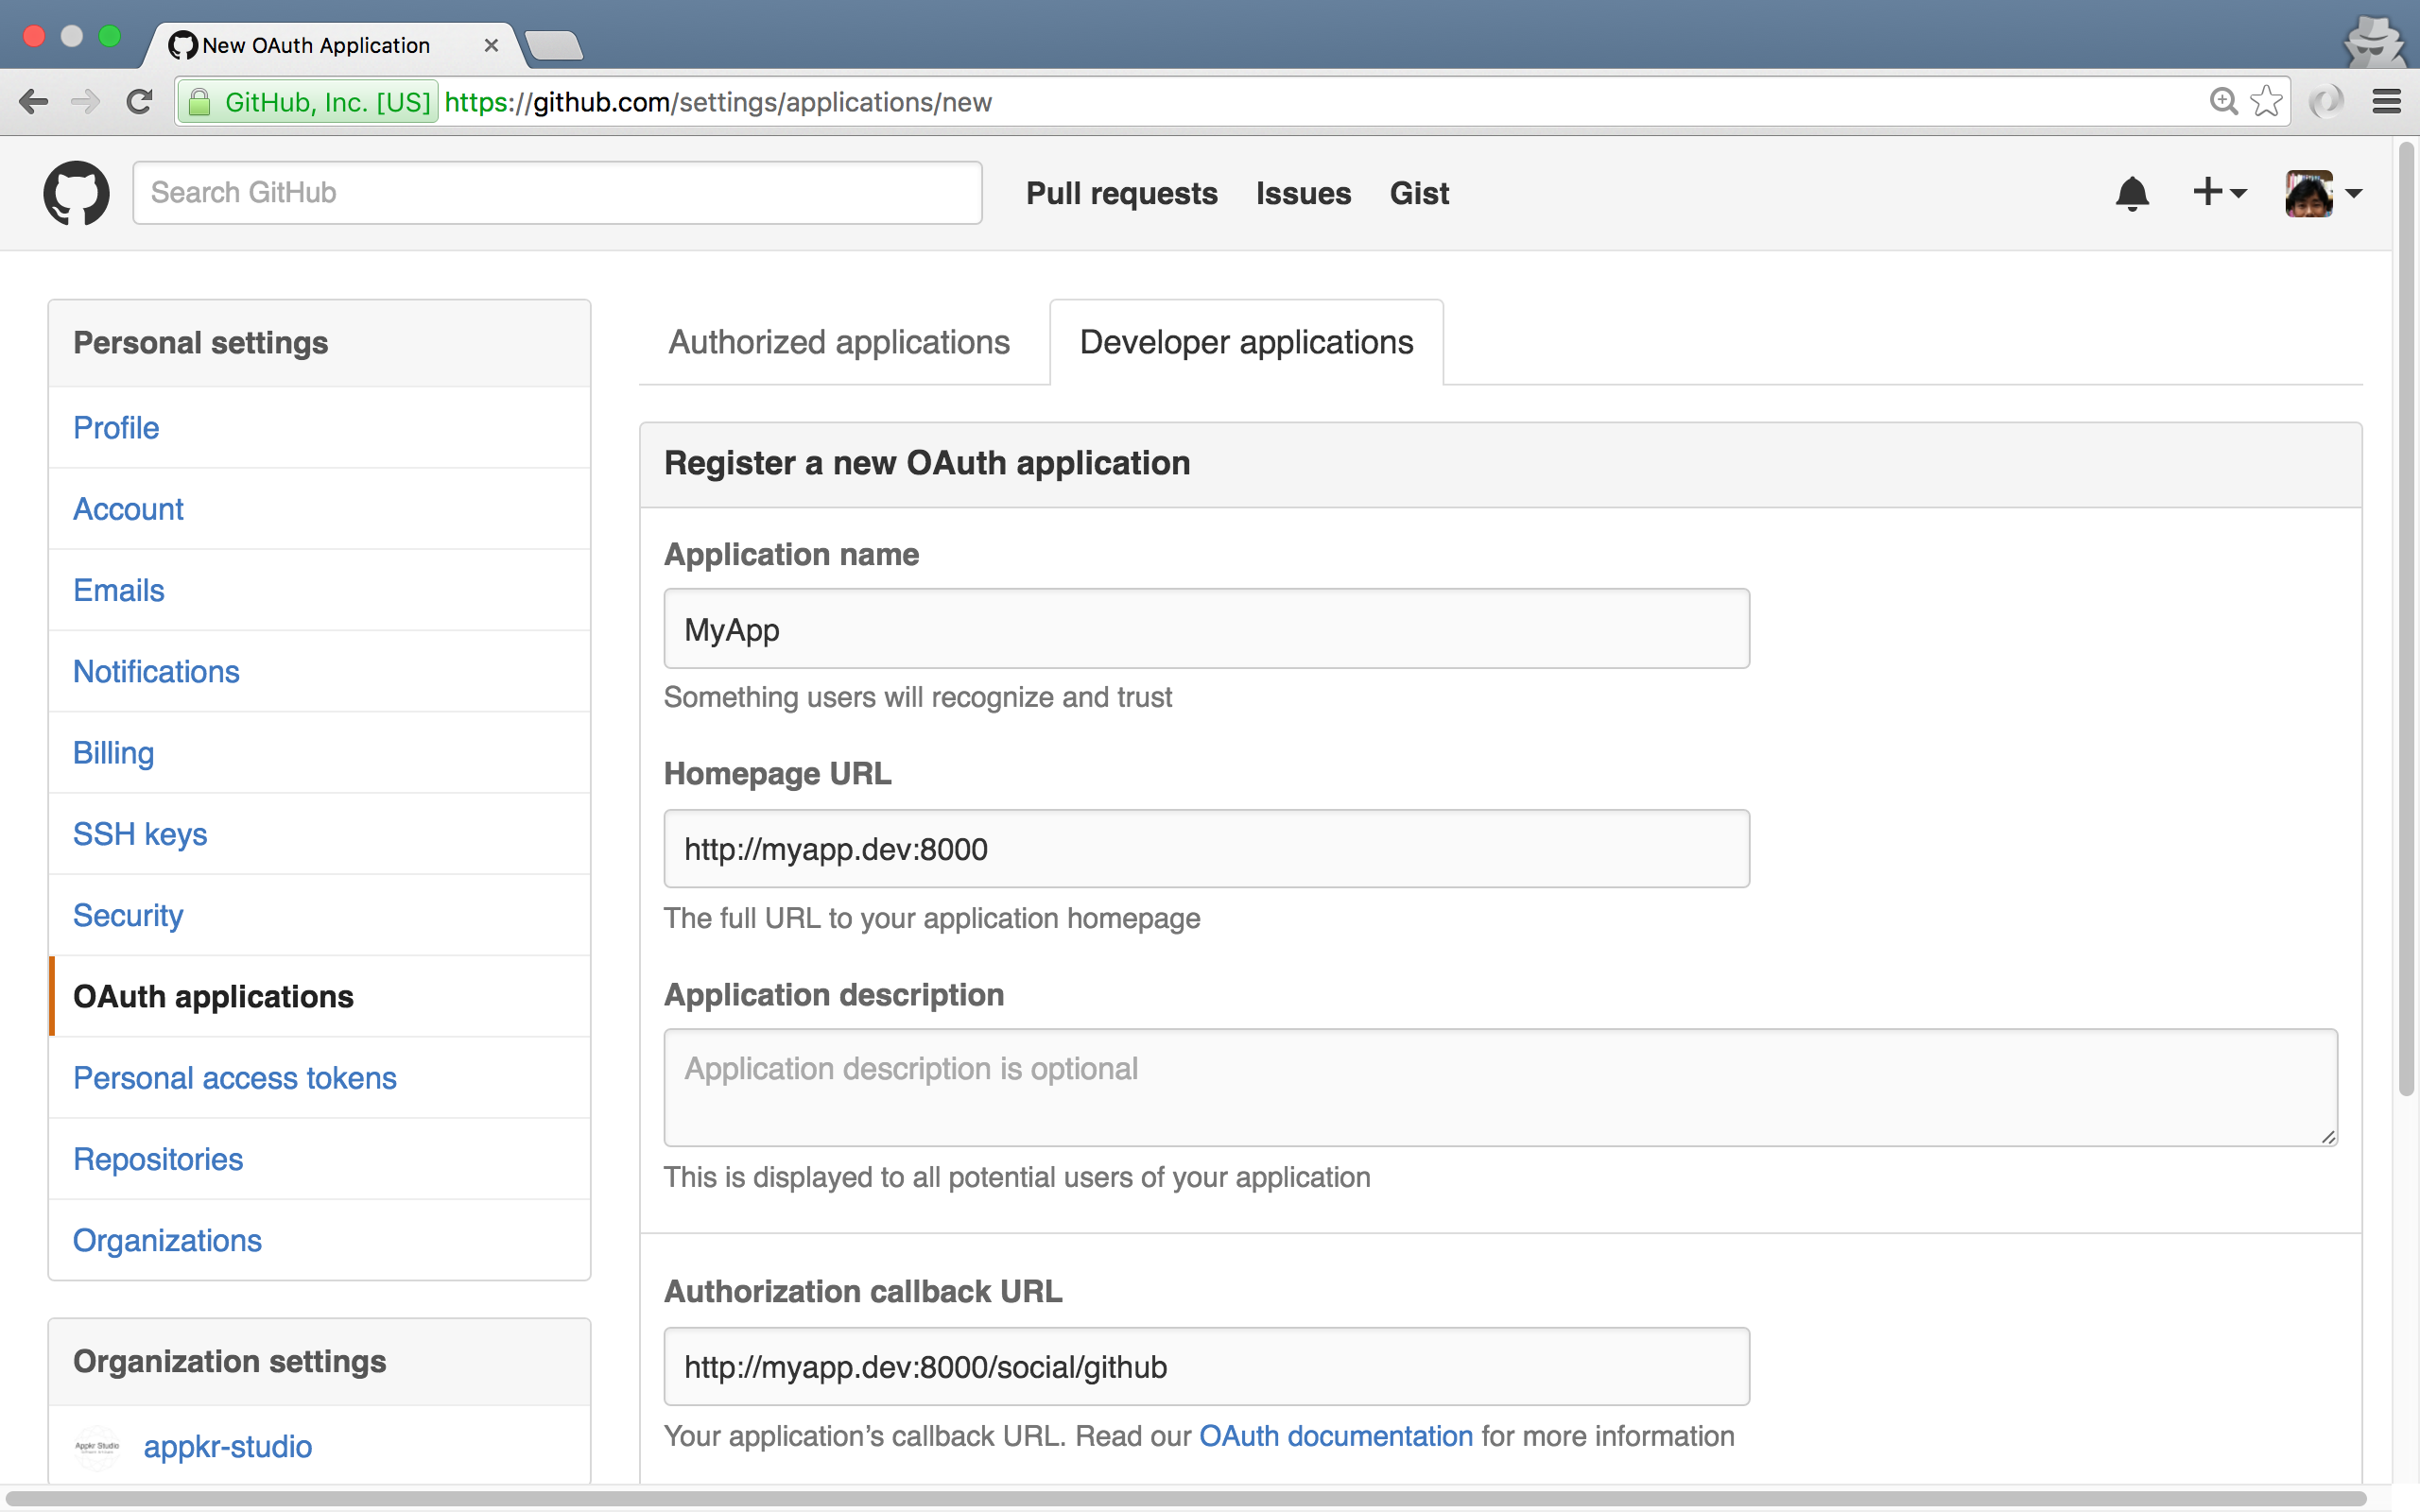 New OAuth Application
GitHub, Inc. [US] https://github.com/settings/applications/new
Search GitHub
Pull requests Issues Gist
Personal settings
Profile
Account
Emails
Notifications
Billing
SSH keys
Security
OAuth applications
Personal access tokens
Repositories
Organizations
Organization settings
Appkr Studio
appkr-studio
Authorized applications Developer applications
Register a new OAuth application
Application name
MyApp
Something users will recognize and trust
Homepage URL
http://myapp.dev:8000
The full URL to your application homepage
Application description
Application description is optional
This is displayed to all potential users of your application
Authorization callback URL
http://myapp.dev:8000/social/github
Your application’s callback URL. Read our OAuth documentation for more information